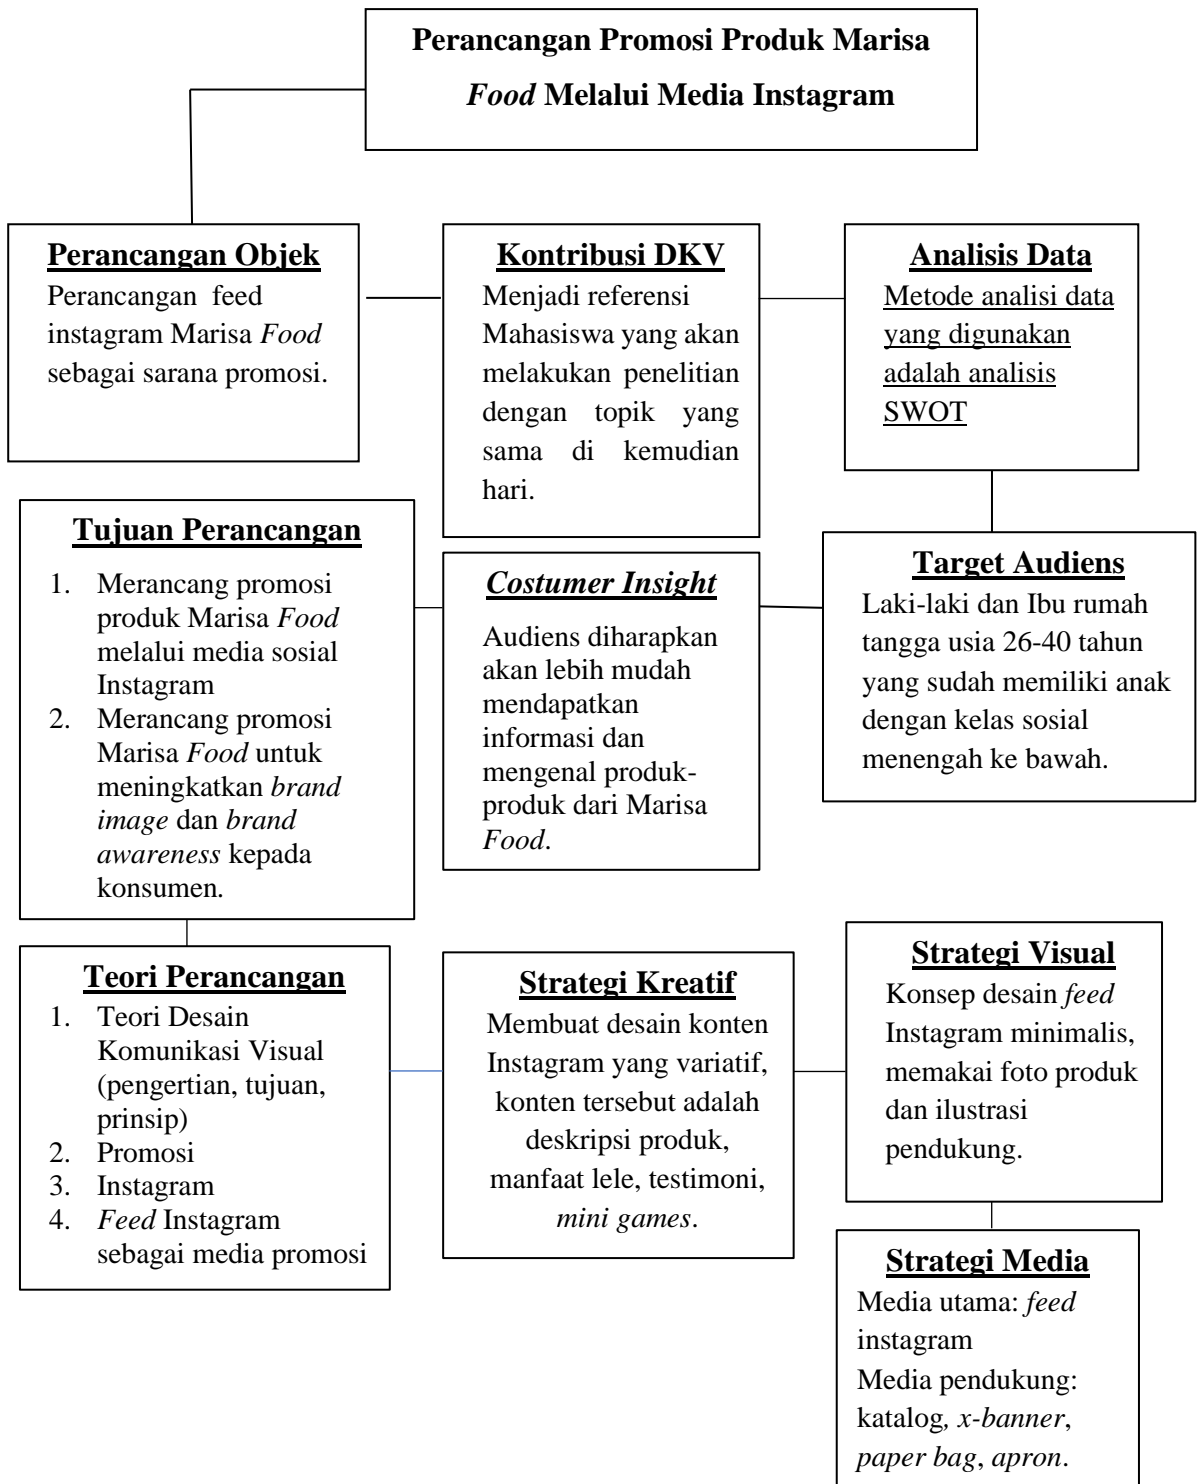 Perancangan Promosi Produk Marisa
Food Melalui Media Instagram
Perancangan Objek
Perancangan feed
instagram Marisa Food
sebagai sarana promosi.
Kontribusi DKV
Menjadi referensi
Mahasiswa yang akan
melakukan penelitian
dengan topik yang
sama di kemudian
hari.
Analisis Data
Metode analisi data
yang digunakan
adalah analisis
SWOT
Tujuan Perancangan
1. Merancang promosi
produk Marisa Food
melalui media sosial
Instagram
2. Merancang promosi
Marisa Food untuk
meningkatkan brand
image dan brand
awareness kepada
konsumen.
Costumer Insight
Audiens diharapkan
akan lebih mudah
mendapatkan
informasi dan
mengenal produk-
produk dari Marisa
Food.
Target Audiens
Laki-laki dan Ibu rumah
tangga usia 26-40 tahun
yang sudah memiliki anak
dengan kelas sosial
menengah ke bawah.
Teori Perancangan
1. Teori Desain
Komunikasi Visual
(pengertian, tujuan,
prinsip)
2. Promosi
3. Instagram
4. Feed Instagram
sebagai media promosi
Strategi Kreatif
Membuat desain konten
Instagram yang variatif,
konten tersebut adalah
deskripsi produk,
manfaat lele, testimoni,
mini games.
Strategi Visual
Konsep desain feed
Instagram minimalis,
memakai foto produk
dan ilustrasi
pendukung.
Strategi Media
Media utama: feed
instagram
Media pendukung:
katalog, x-banner,
paper bag, apron.